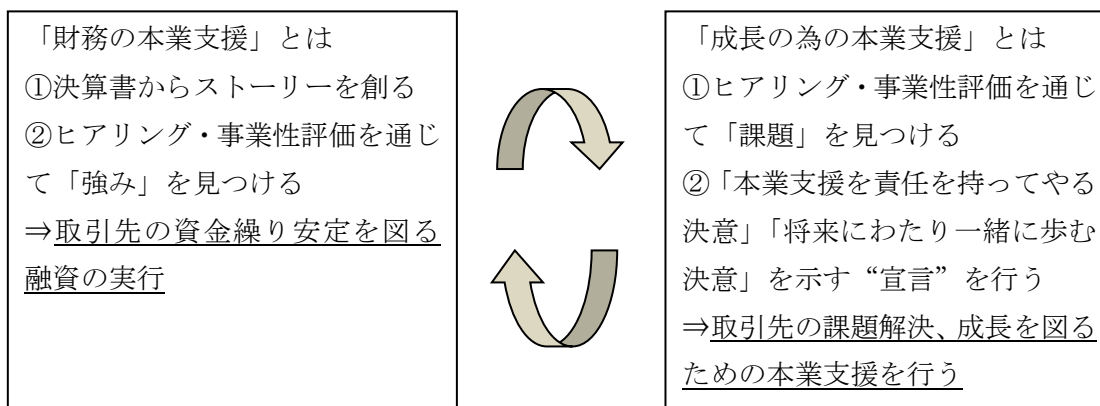 「財務の本業支援」とは
①決算書からストーリーを創る
②ヒアリング・事業性評価を通じ
て「強み」を見つける
⇒取引先の資金繰り安定を図る
融資の実行
「成長の為の本業支援」とは
①ヒアリング・事業性評価を通じ
て「課題」を見つける
②「本業支援を責任を持ってやる
決意」「将来にわたり一緒に歩む
決意」を示す“宣言”を行う
⇒取引先の課題解決、成長を図る
ための本業支援を行う